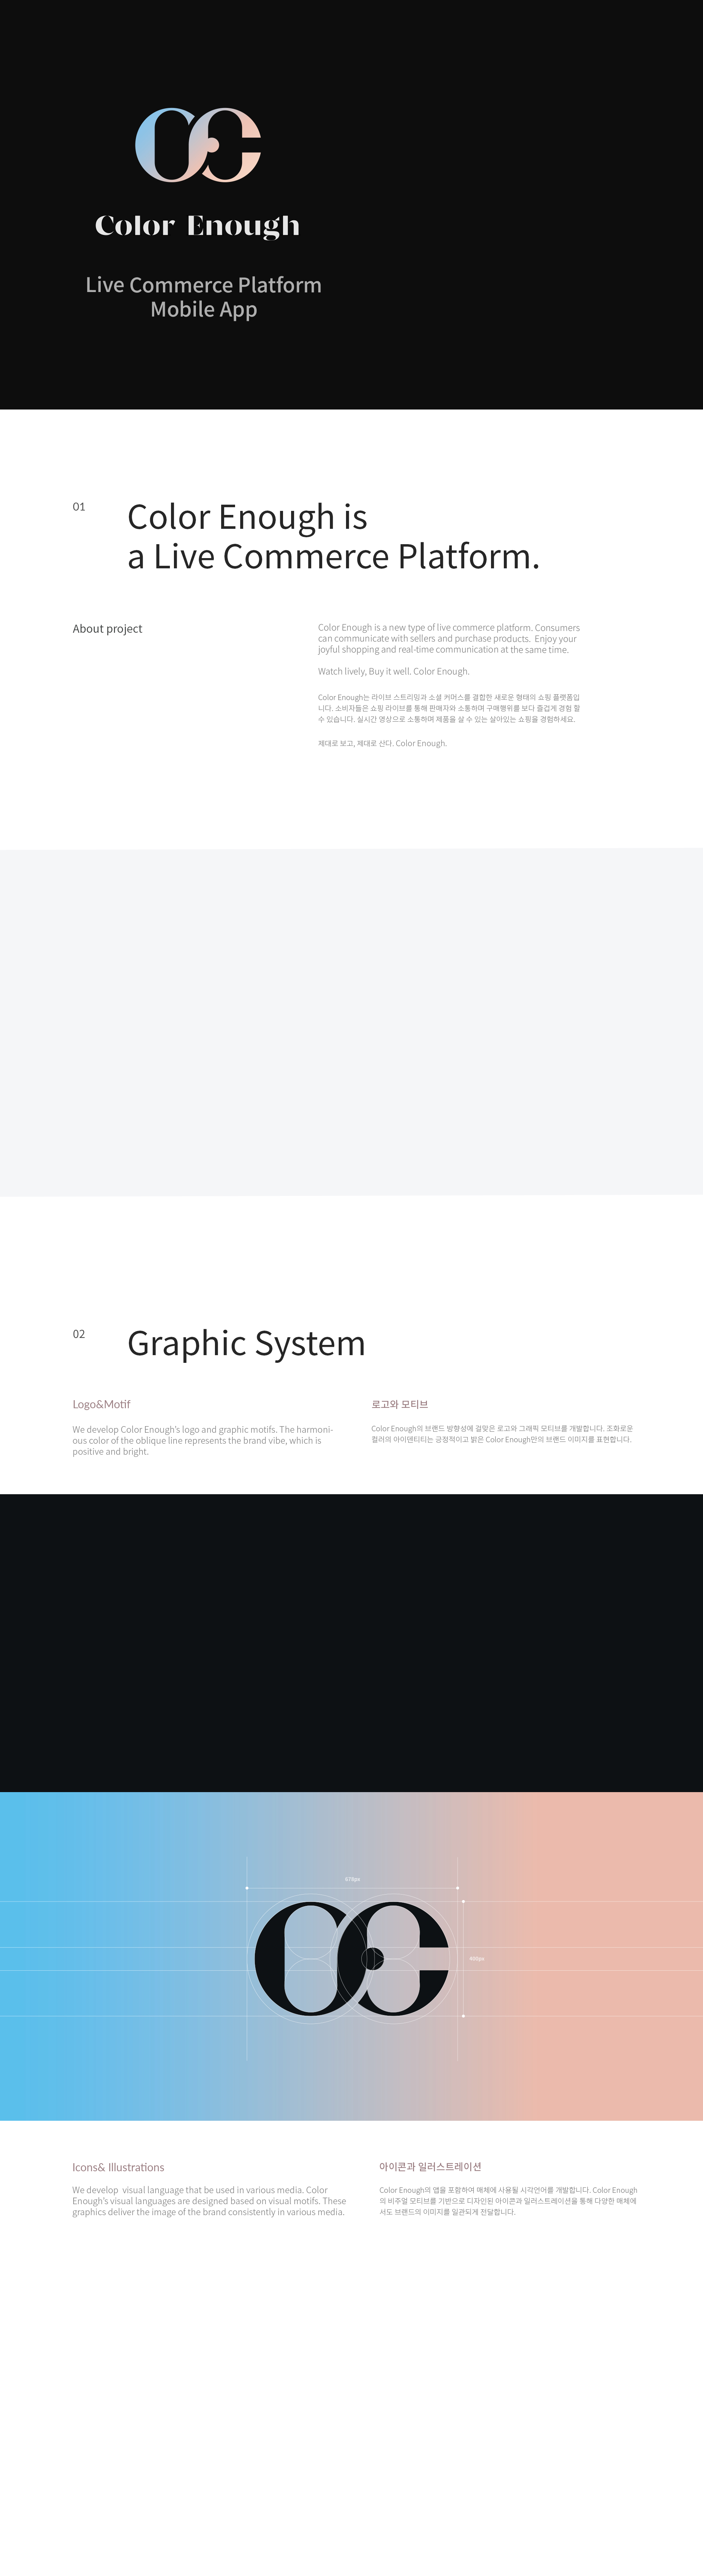 Color Enough
Live Commerce Platform
Mobile App
01
Color Enough is
a Live Commerce Platform.
About project
Color Enough is a new type of live commerce platform. Consumers
can communicate with sellers and purchase products.  Enjoy your
joyful shopping and real-time communication at the same time.
Watch lively, Buy it well. Color Enough.
Color Enough는 라이브 스트리밍과 소셜 커머스를 결합한 새로운 형태의 쇼핑 플랫폼입
니다. 소비자들은 쇼핑 라이브를 통해 판매자와 소통하며 구매행위를 보다 즐겁게 경험 할
수 있습니다. 실시간 영상으로 소통하며 제품을 살 수 있는 살아있는 쇼핑을 경험하세요.
제대로 보고, 제대로 산다. Color Enough.
02
Graphic System
Logo&Motif
We develop Color Enough's logo and graphic motifs. The harmoni-
ous color of the oblique line represents the brand vibe, which is
positive and bright.
로고와 모티브
Color Enough의 브랜드 방향성에 걸맞은 로고와 그래픽 모티브를 개발합니다. 조화로운
컬러의 아이덴티티는 긍정적이고 밝은 Color Enough만의 브랜드 이미지를 표현합니다.
Icons& Illustrations
We develop  visual language that be used in various media. Color
Enough's visual languages are designed based on visual motifs. These
graphics deliver the image of the brand consistently in various media.
아이콘과 일러스트레이션
Color Enough의 앱을 포함하여 매체에 사용될 시각언어를 개발합니다. Color Enough
의 비주얼 모티브를 기반으로 디자인된 아이콘과 일러스트레이션을 통해 다양한 매체에
서도 브랜드의 이미지를 일관되게 전달합니다.